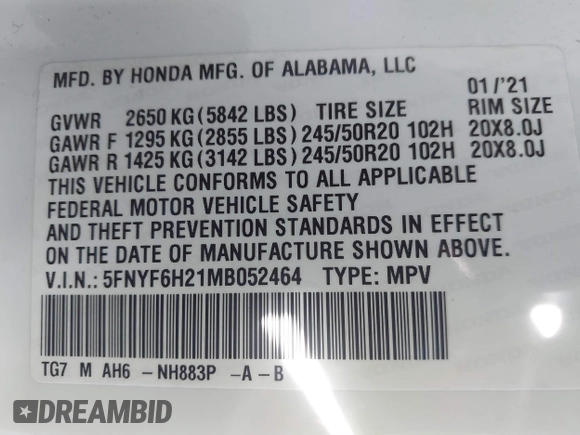 MFD. BY HONDA MFG. OF ALABAMA, LLC
01/'21
GVWR 2650 KG(5842 LBS) TIRE SIZE RIM SIZE
GAWR F 1295 KG(2855 LBS) 245/50R20 102H 20X8.0J
GAWR R 1425 KG(3142 LBS) 245/50R20 102H 20X8.0J
THIS VEHICLE CONFORMS TO ALL APPLICABLE
FEDERAL MOTOR VEHICLE SAFETY
AND THEFT PREVENTION STANDARDS IN EFFECT
ON THE DATE OF MANUFACTURE SHOWN ABOVE.
V.I.N.: 5FNYF6H21MB052464 TYPE: MPV
TG7 M AH6 -NH883P -A-B
DREAMBID